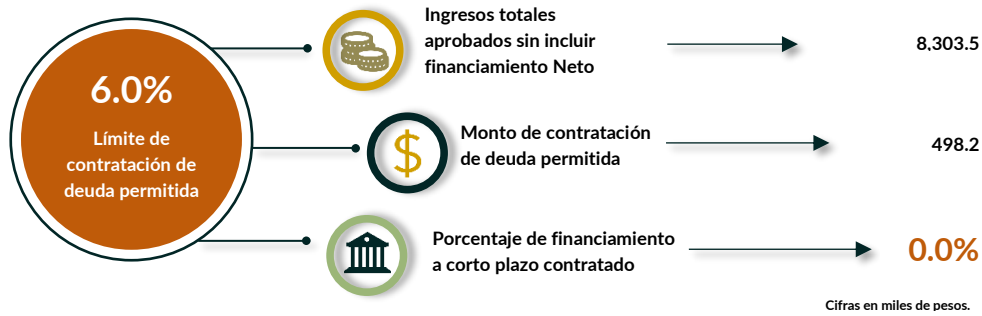 6.0%
Límite de
contratación de
deuda permitida
Ingresos totales
aprobados sin incluir
financiamiento Neto
8,303.5
$
Monto de contratación
de deuda permitida
498.2
Porcentaje de financiamiento
a corto plazo contratado
0.0%
Cifras en miles de pesos.